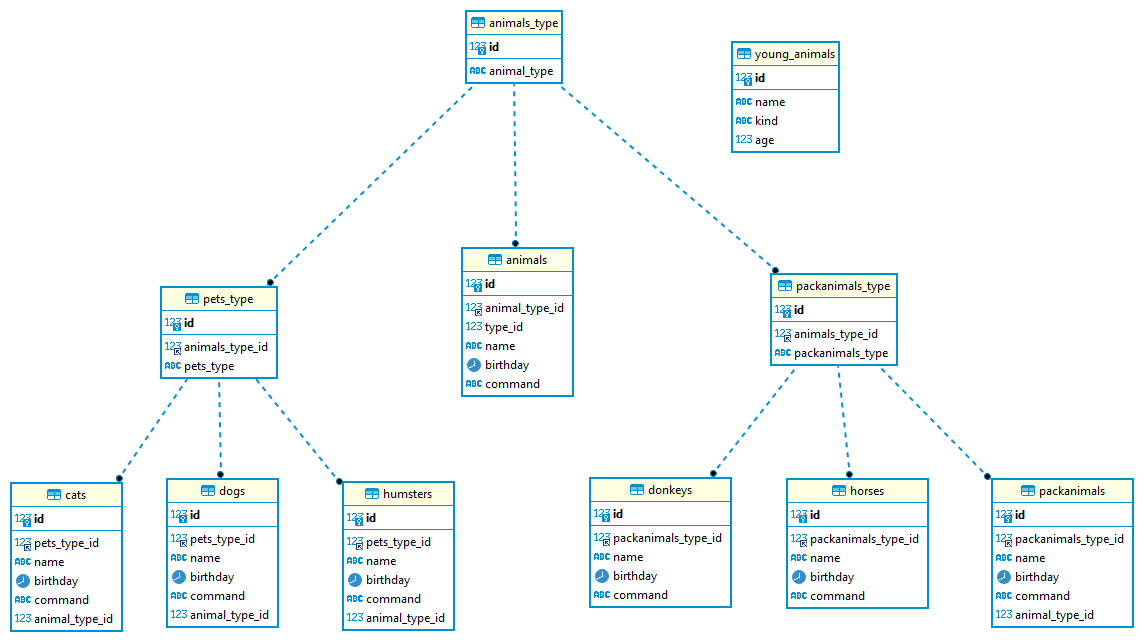 animals_type
123 id
ABC animal_type
young_animals
123 id
ABC name
ABC kind
123 age
animals
123 id
123 animal_type_id
123 type_id
ABC name
birthday
ABC command
packanimals_type
123 id
123 animals_type_id
ABC packanimals_type
pets_type
123 id
123 animals_type_id
ABC pets_type
cats
123 id
123 pets_type_id
ABC name
birthday
ABC command
123 animal_type_id
dogs
123 id
123 pets_type_id
ABC name
birthday
ABC command
123 animal_type_id
humsters
123 id
123 pets_type_id
ABC name
birthday
ABC command
123 animal_type_id
donkeys
123 id
123 packanimals_type_id
ABC name
birthday
ABC command
horses
123 id
123 packanimals_type_id
ABC name
birthday
ABC command
packanimals
123 id
123 packanimals_type_id
ABC name
birthday
ABC command
123 animal_type_id